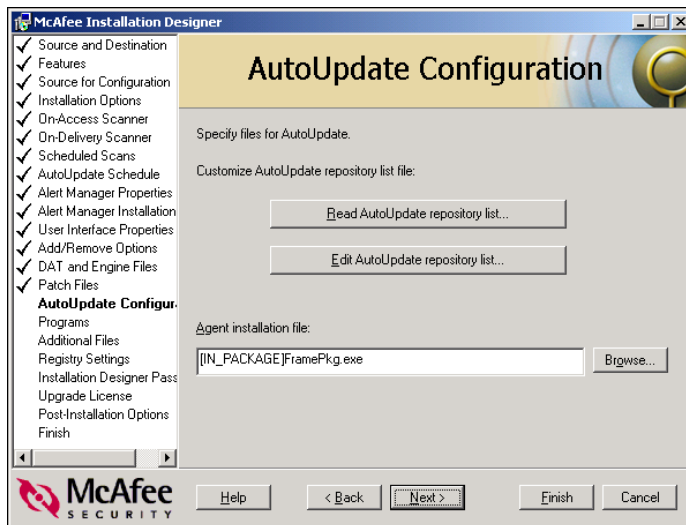 McAfee Installation Designer
Source and Destination
Features
Source for Configuration
Installation Options
On-Access Scanner
On-Delivery Scanner
Scheduled Scans
AutoUpdate Schedule
Alert Manager Properties
Alert Manager Installation
User Interface Properties
Add/Remove Options
DAT and Engine Files
Patch Files
AutoUpdate Configur
Programs
Additional Files
Registry Settings
Installation Designer Pass
Upgrade License
Post-Installation Options
Finish
AutoUpdate Configuration
Specify files for AutoUpdate.
Customize AutoUpdate repository list file:
Read AutoUpdate repository list...
Edit AutoUpdate repository list...
Agent installation file:
[IN_PACKAGE]FramePkg.exe
Browse...
McAfee
SECURITY
Help
< Back
Next >
Finish
Cancel